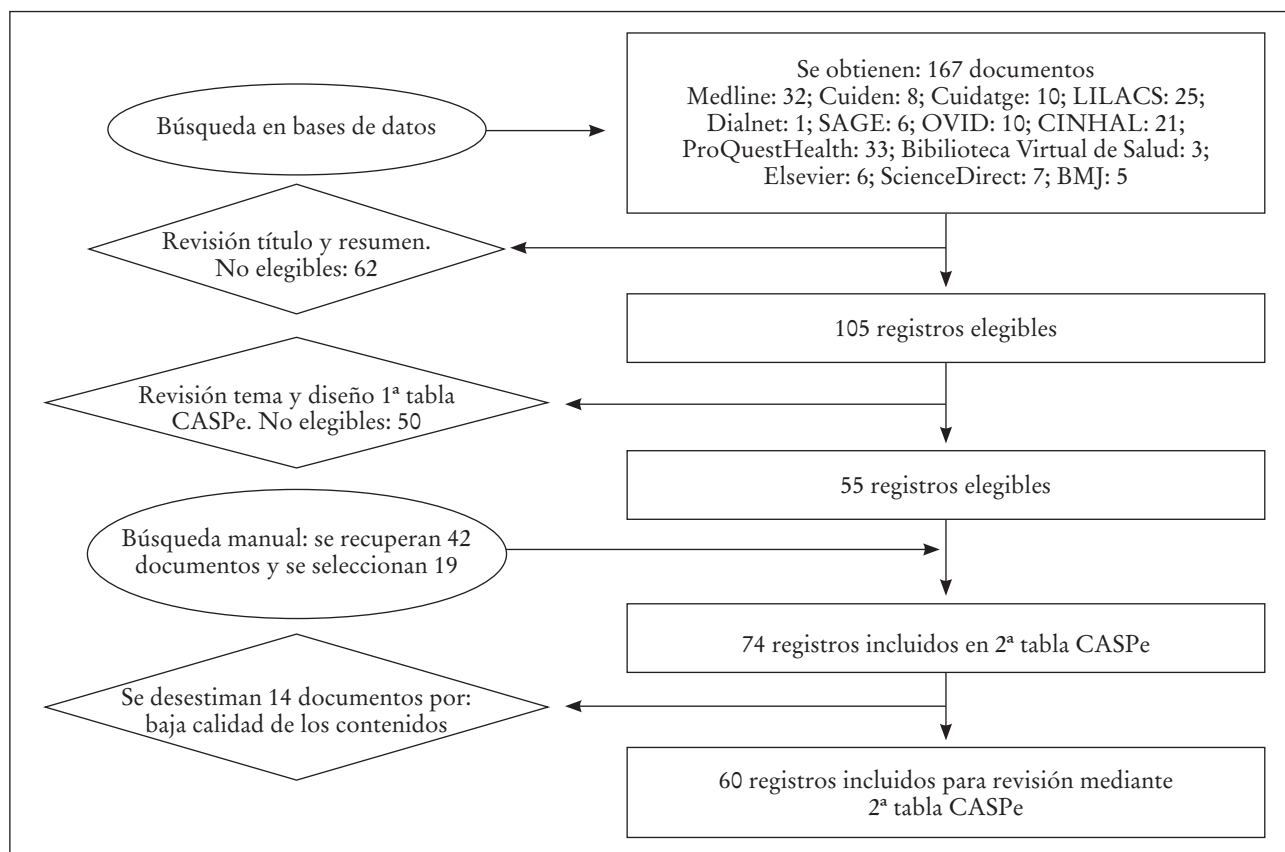 Búsqueda en bases de datos
Se obtienen: 167 documentos
Medline: 32; Cuiden: 8; Cuidatge: 10; LILACS: 25;
Dialnet: 1; SAGE: 6; OVID: 10; CINHAL: 21;
ProQuestHealth: 33; Bibilioteca Virtual de Salud: 3;
Elsevier: 6; ScienceDirect: 7; BMJ: 5
Revisión título y resumen.
No elegibles: 62
105 registros elegibles
Revisión tema y diseño 1ª tabla
CASPe. No elegibles: 50
55 registros elegibles
Búsqueda manual: se recuperan 42
documentos y se seleccionan 19
74 registros incluidos en 2ª tabla CASPe
Se desestiman 14 documentos por:
baja calidad de los contenidos
60 registros incluidos para revisión mediante
2ª tabla CASPe